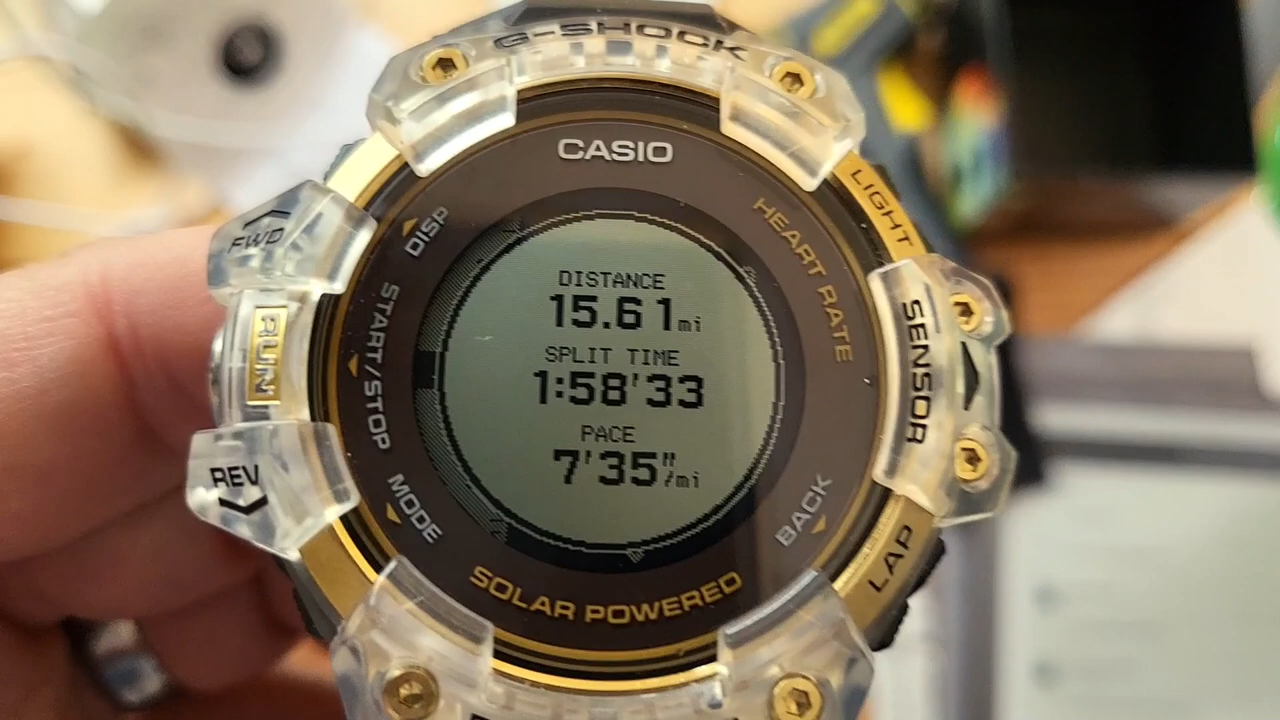 G-SHOCK
CASIO
LIGHT
DISP
HEART RATE
FWD
START/STOP
RUN
SENSOR
DISTANCE
15.61mi
SPLIT TIME
1:58'33
PACE
7'35"/mi
REV
MODE
BACK
LAP
SOLAR POWERED